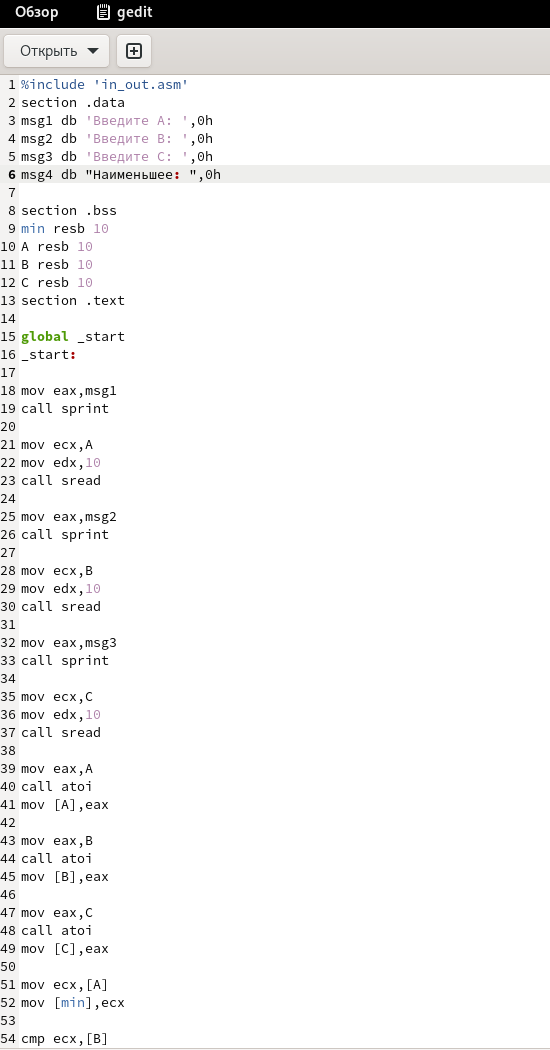 Обзор gedit
Открыть
1 %include 'in_out.asm'
2 section .data
3 msg1 db 'Введите A: ',0h
4 msg2 db 'Введите B: ',0h
5 msg3 db 'Введите C: ',0h
6 msg4 db "Наименьшее: ",0h
7
8 section .bss
9 min resb 10
10 A resb 10
11 B resb 10
12 C resb 10
13 section .text
14
15 global _start
16 _start:
17
18 mov eax,msg1
19 call sprint
20
21 mov ecx,A
22 mov edx,10
23 call sread
24
25 mov eax,msg2
26 call sprint
27
28 mov ecx,B
29 mov edx,10
30 call sread
31
32 mov eax,msg3
33 call sprint
34
35 mov ecx,C
36 mov edx,10
37 call sread
38
39 mov eax,A
40 call atoi
41 mov [A],eax
42
43 mov eax,B
44 call atoi
45 mov [B],eax
46
47 mov eax,C
48 call atoi
49 mov [C],eax
50
51 mov ecx,[A]
52 mov [min],ecx
53
54 cmp ecx,[B]